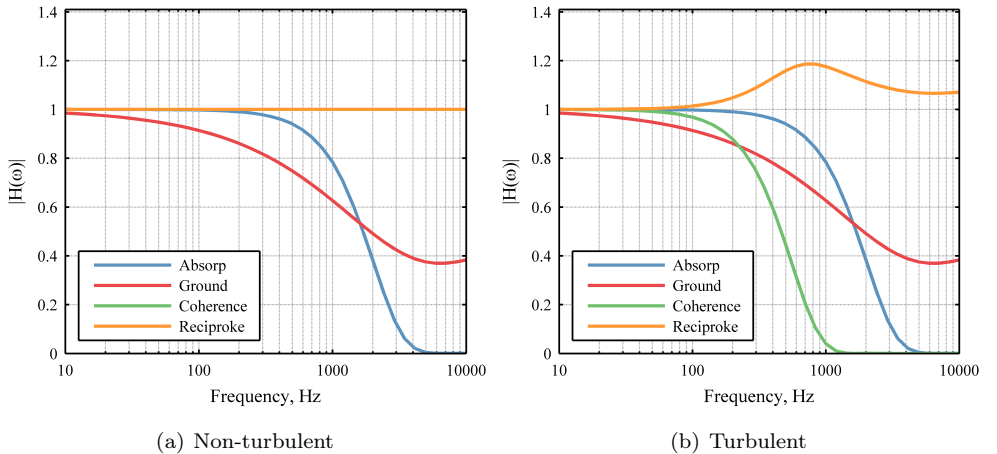 1.4
1.2
1
0.8
0.6
0.4
0.2
0
|H(ω)|
Absorp
Ground
Coherence
Reciproke
10
100
1000
10000
Frequency, Hz
(a) Non-turbulent
1.4
1.2
1
0.8
0.6
0.4
0.2
0
|H(ω)|
Absorp
Ground
Coherence
Reciproke
10
100
1000
10000
Frequency, Hz
(b) Turbulent